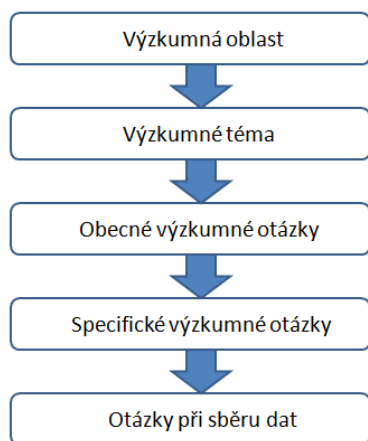 Výzkumná oblast
Výzkumné téma
Obecné výzkumné otázky
Specifické výzkumné otázky
Otázky při sběru dat